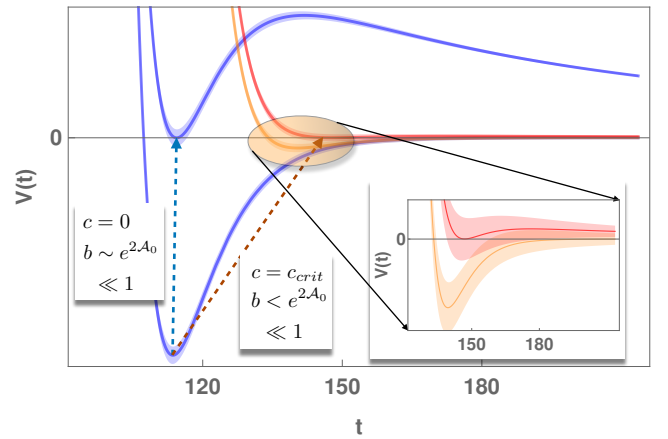 0
V(t)
c = 0
b ∼ e^{2𝒜₀}
≪ 1
c = c_{crit}
b < e^{2𝒜₀}
≪ 1
V(t)
0
150
180
120
150
180
t